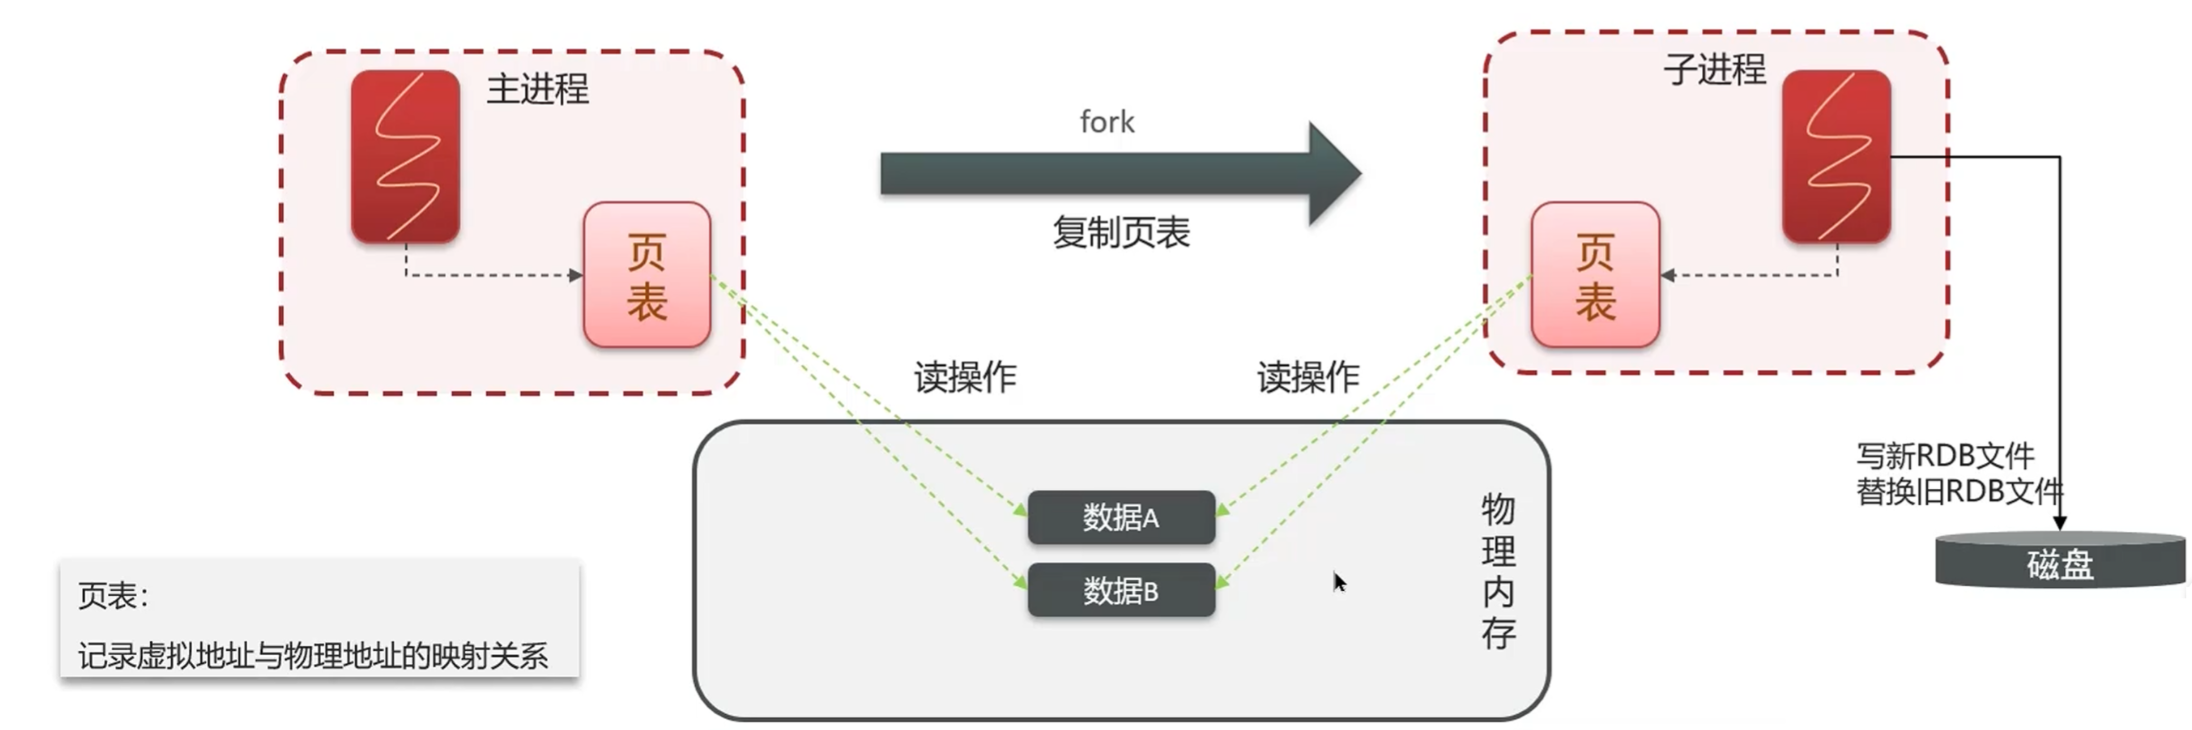 主进程
子进程
fork
复制页表
页
表
页
表
读操作
读操作
数据A
数据B
物
理
内
存
写新RDB文件
替换旧RDB文件
磁盘
页表：
记录虚拟地址与物理地址的映射关系